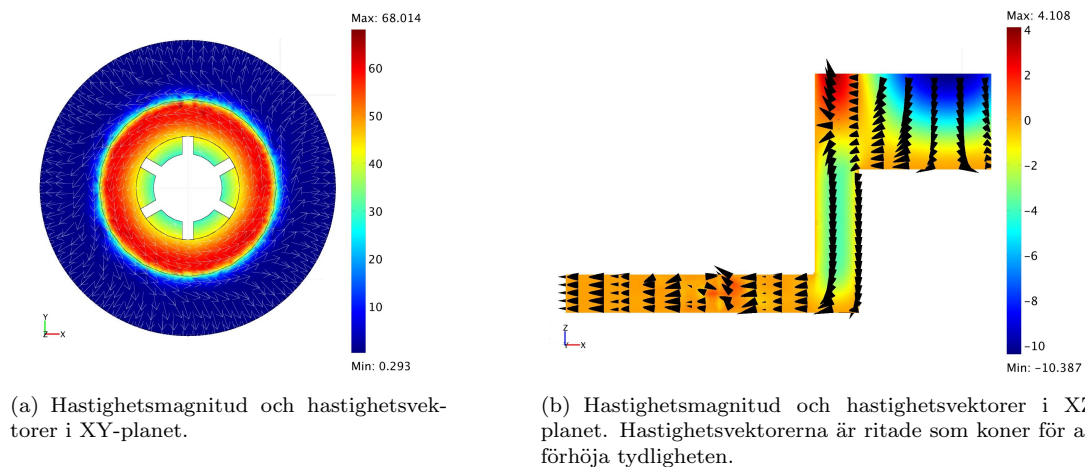 Max: 68.014
60
50
40
30
20
10
Min: 0.293
Y
Z X
Max: 4.108
4
2
0
−2
−4
−6
−8
−10
Min: −10.387
Z
Y X
(a) Hastighetsmagnitud och hastighetsvek-
torer i XY-planet.
(b) Hastighetsmagnitud och hastighetsvektorer i XZ
planet. Hastighetsvektorerna är ritade som koner för a
förhöja tydligheten.